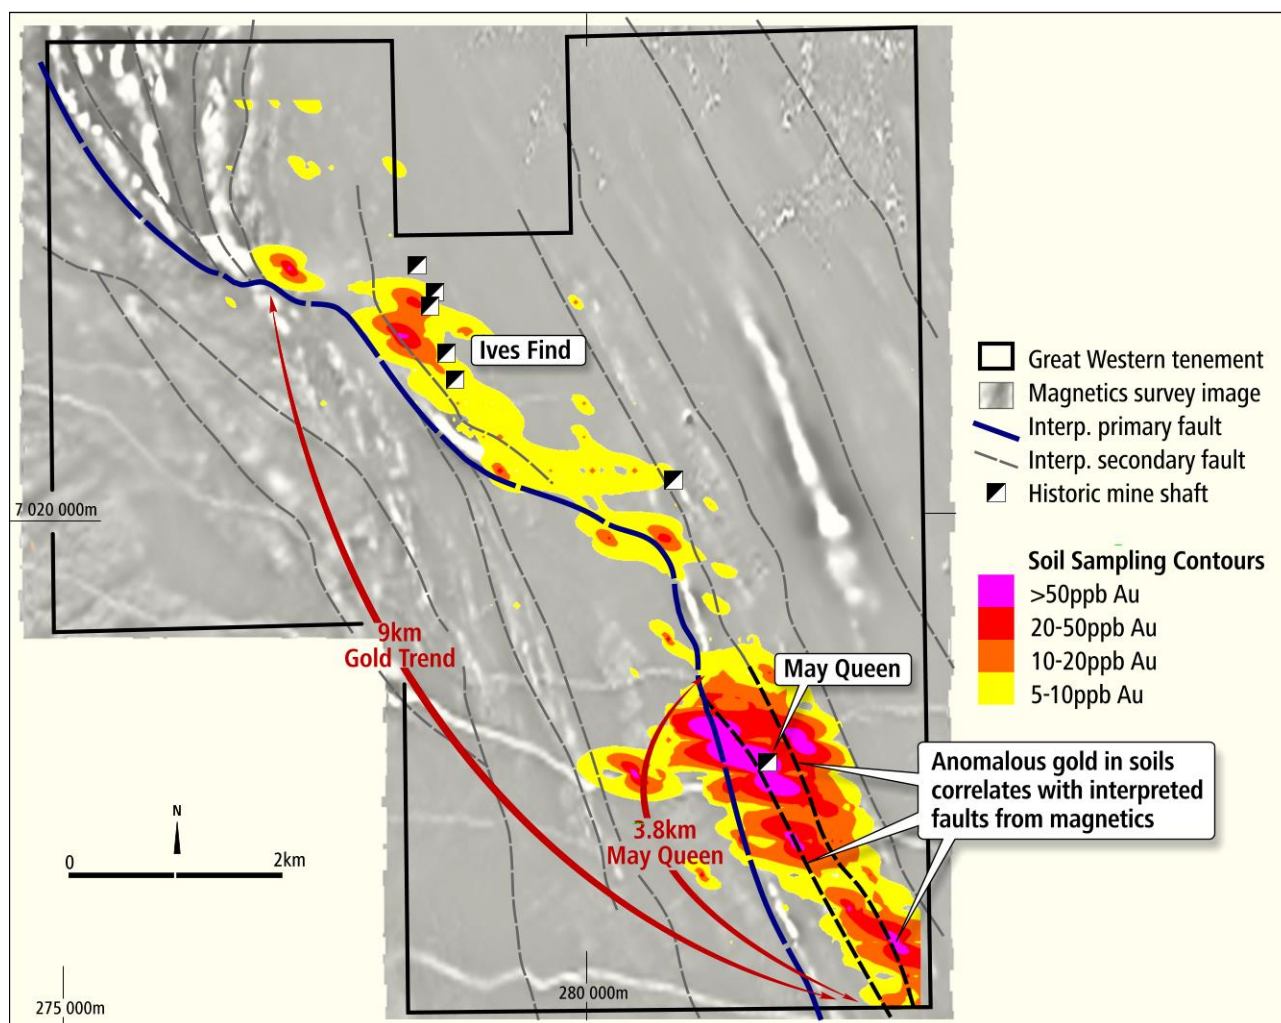 Ives Find
Great Western tenement
Magnetics survey image
Interp. primary fault
Interp. secondary fault
Historic mine shaft
7 020 000m
Soil Sampling Contours
>50ppb Au
20-50ppb Au
10-20ppb Au
5-10ppb Au
9km
Gold Trend
May Queen
Anomalous gold in soils
correlates with interpreted
faults from magnetics
N
0
2km
3.8km
May Queen
275 000m
280 000m